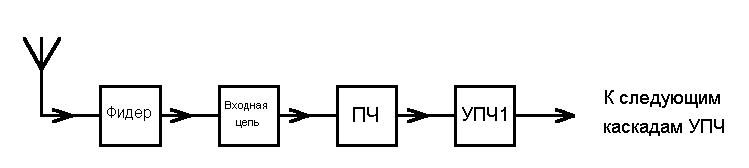 Фидер
Входная
цепь
ПЧ
УПЧ1
К следующим
каскадам УПЧ